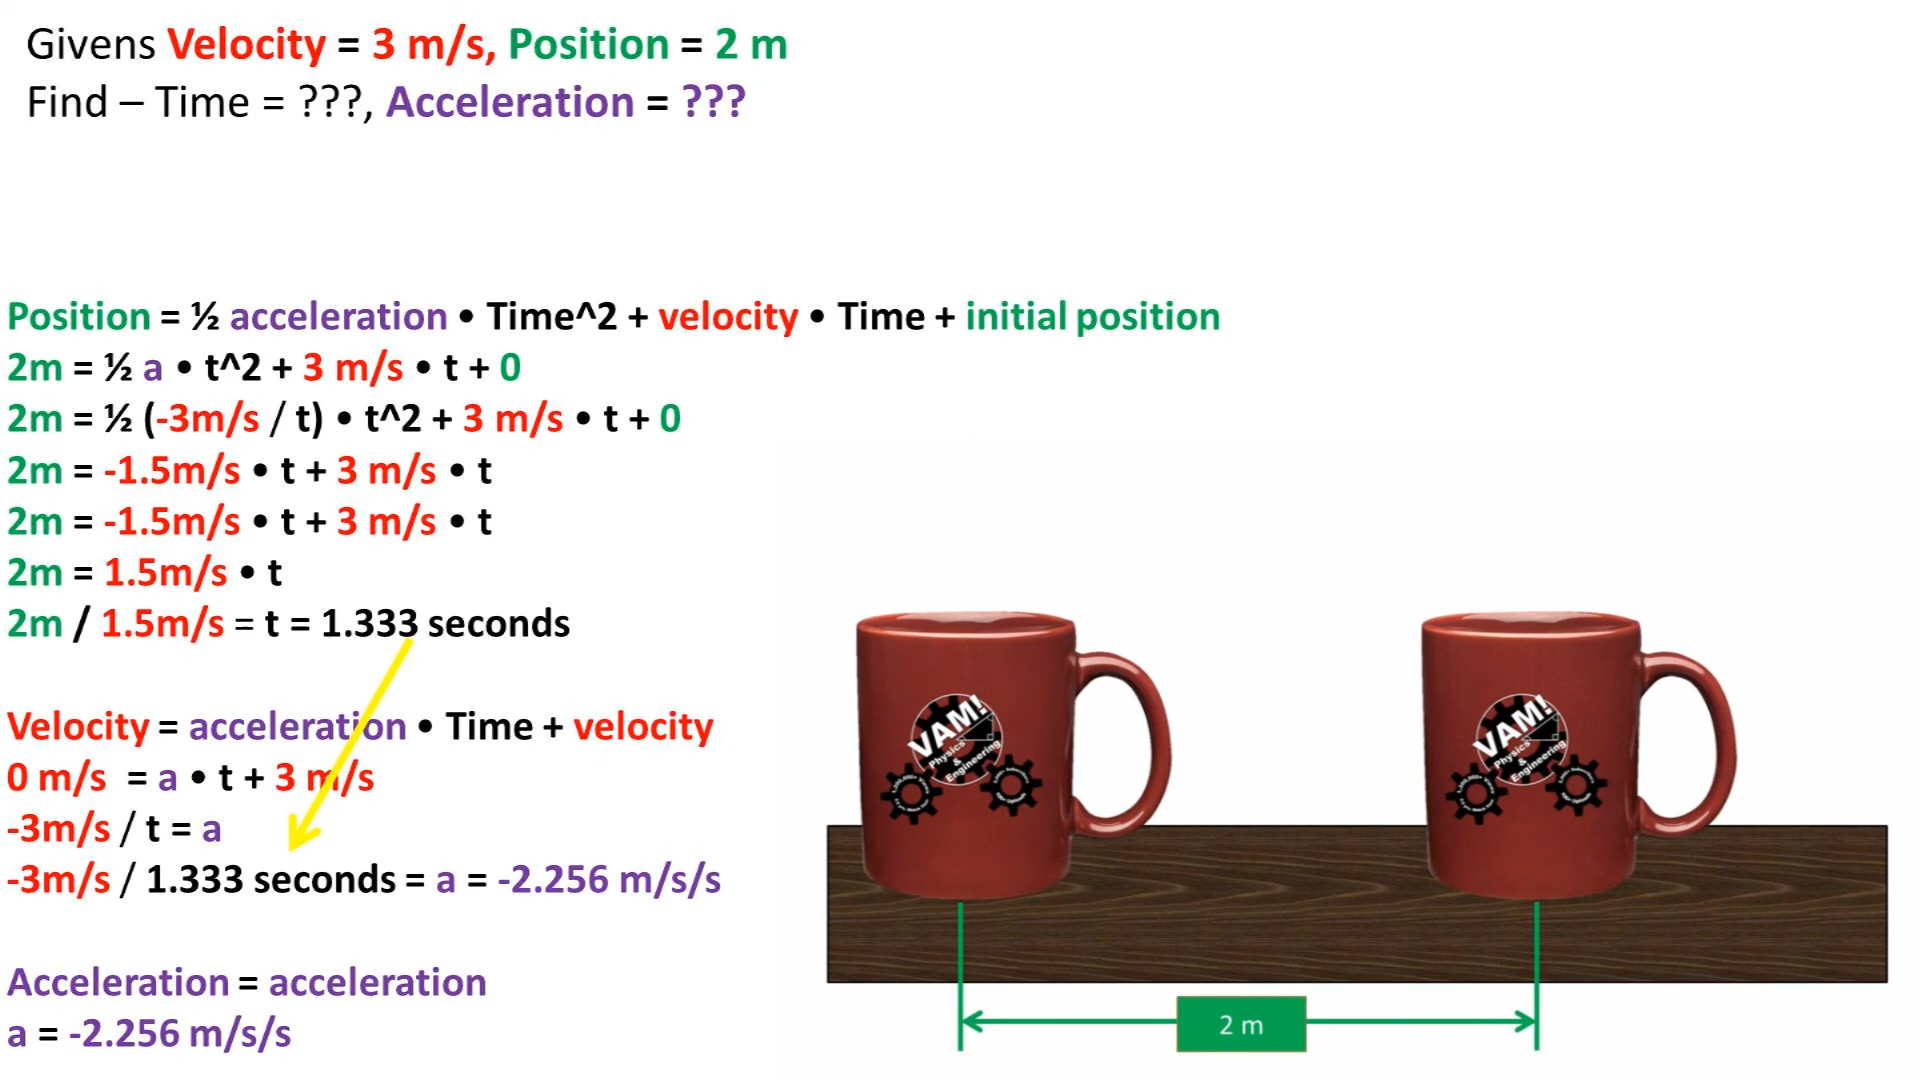 Givens Velocity = 3 m/s, Position = 2 m
Find – Time = ???, Acceleration = ???
Position = ½ acceleration • Time^2 + velocity • Time + initial position
2m = ½ a • t^2 + 3 m/s • t + 0
2m = ½ (-3m/s / t) • t^2 + 3 m/s • t + 0
2m = -1.5m/s • t + 3 m/s • t
2m = -1.5m/s • t + 3 m/s • t
2m = 1.5m/s • t
2m / 1.5m/s = t = 1.333 seconds
Velocity = acceleration • Time + velocity
0 m/s = a • t + 3 m/s
-3m/s / t = a
-3m/s / 1.333 seconds = a = -2.256 m/s/s
Acceleration = acceleration
a = -2.256 m/s/s
VAM!
Physics
&
Engineering
VAM!
Physics
&
Engineering
2 m